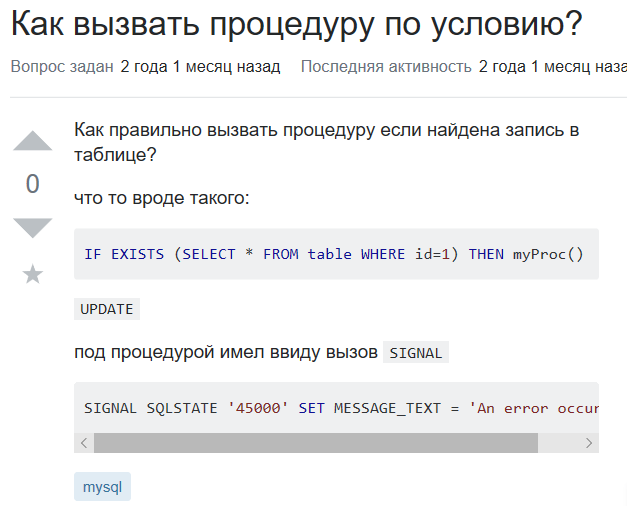 Как вызвать процедуру по условию?
Вопрос задан 2 года 1 месяц назад Последняя активность 2 года 1 месяц наза
Как правильно вызвать процедуру если найдена запись в
таблице?
0
что то вроде такого:
IF EXISTS (SELECT * FROM table WHERE id=1) THEN myProc()
UPDATE
под процедурой имел ввиду вызов SIGNAL
SIGNAL SQLSTATE '45000' SET MESSAGE_TEXT = 'An error occur
mysql